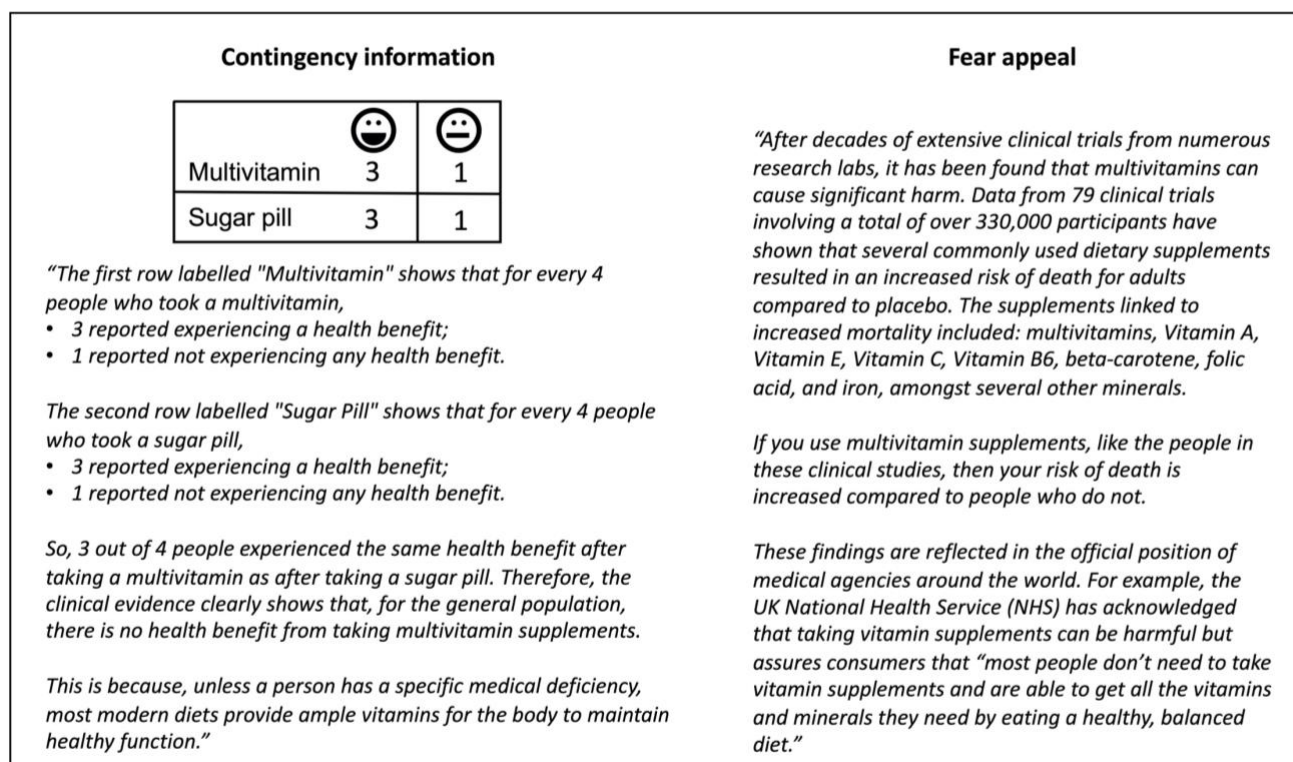 Contingency information
Multivitamin 3 1
Sugar pill 3 1
“The first row labelled "Multivitamin" shows that for every 4
people who took a multivitamin,
• 3 reported experiencing a health benefit;
• 1 reported not experiencing any health benefit.
The second row labelled "Sugar Pill" shows that for every 4 people
who took a sugar pill,
• 3 reported experiencing a health benefit;
• 1 reported not experiencing any health benefit.
So, 3 out of 4 people experienced the same health benefit after
taking a multivitamin as after taking a sugar pill. Therefore, the
clinical evidence clearly shows that, for the general population,
there is no health benefit from taking multivitamin supplements.
This is because, unless a person has a specific medical deficiency,
most modern diets provide ample vitamins for the body to maintain
healthy function.”
Fear appeal
“After decades of extensive clinical trials from numerous
research labs, it has been found that multivitamins can
cause significant harm. Data from 79 clinical trials
involving a total of over 330,000 participants have
shown that several commonly used dietary supplements
resulted in an increased risk of death for adults
compared to placebo. The supplements linked to
increased mortality included: multivitamins, Vitamin A,
Vitamin E, Vitamin C, Vitamin B6, beta-carotene, folic
acid, and iron, amongst several other minerals.
If you use multivitamin supplements, like the people in
these clinical studies, then your risk of death is
increased compared to people who do not.
These findings are reflected in the official position of
medical agencies around the world. For example, the
UK National Health Service (NHS) has acknowledged
that taking vitamin supplements can be harmful but
assures consumers that “most people don’t need to take
vitamin supplements and are able to get all the vitamins
and minerals they need by eating a healthy, balanced
diet.”